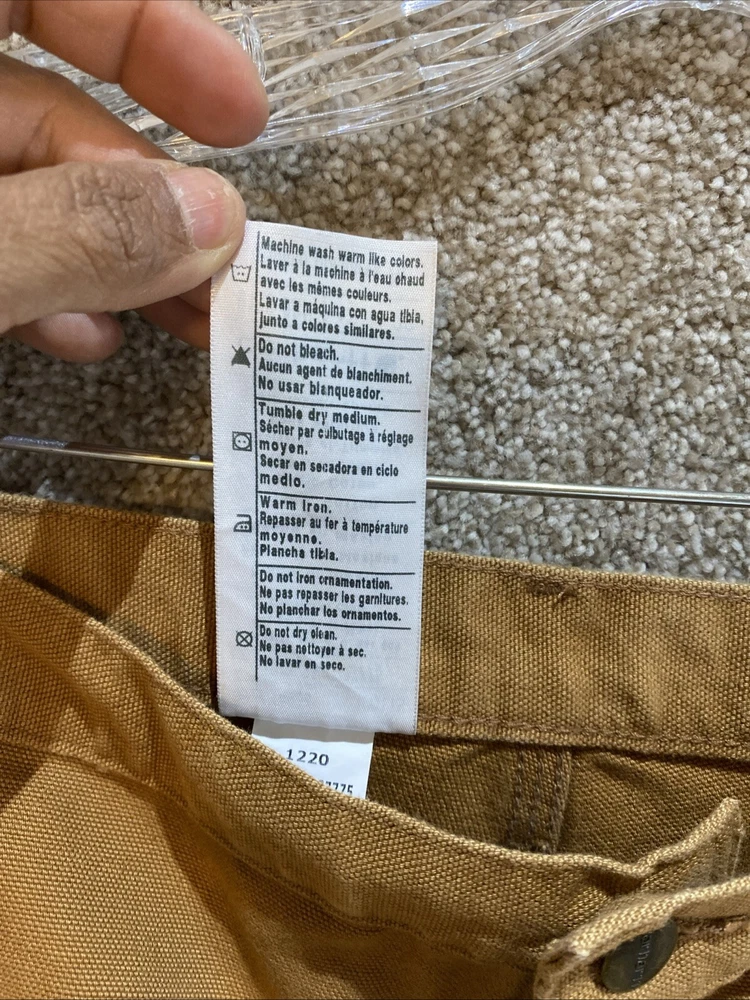 Machine wash warm like colors.
Laver à la machine à l'eau chaud
avec les mêmes couleurs.
Lavar a máquina con agua tibia,
junto a colores similares.
Do not bleach.
Aucun agent de blanchiment.
No usar blanqueador.
Tumble dry medium.
Sécher par culbutage à réglage
moyen.
Secar en secadora en ciclo
medio.
Warm iron.
Repasser au fer à température
moyenne.
Plancha tibia.
Do not iron ornamentation.
Ne pas repasser les garnitures.
No planchar los ornamentos.
Do not dry clean.
Ne pas nettoyer à sec.
No lavar en seco.
1220
7775